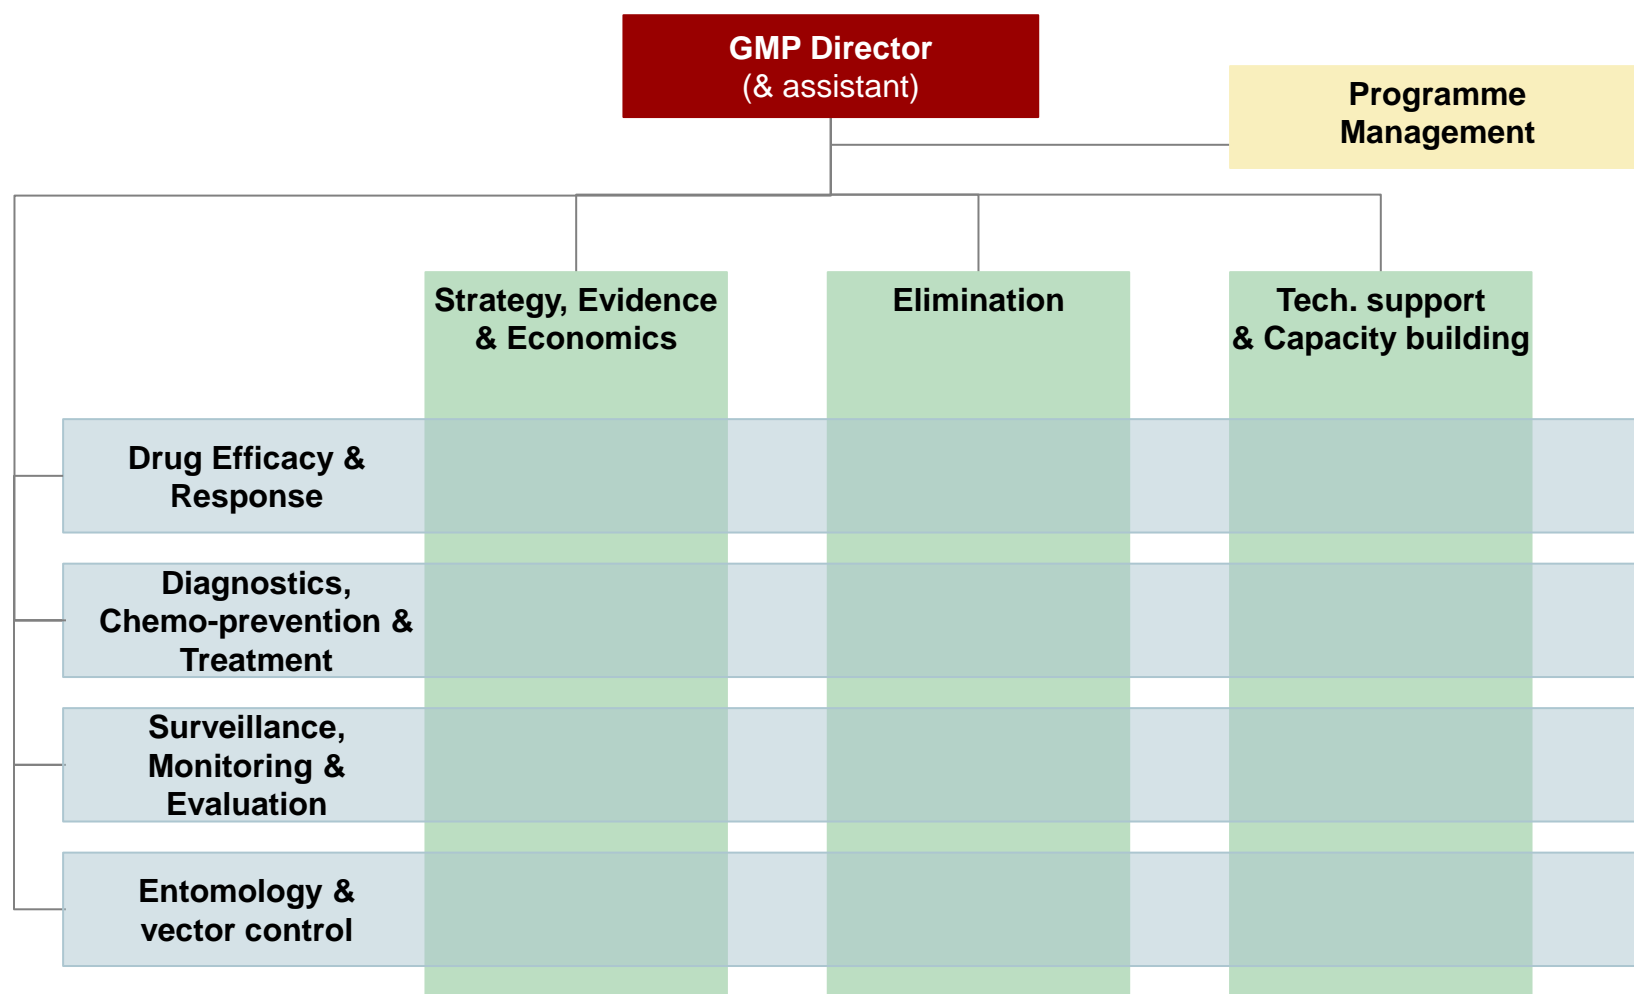 GMP Director
(& assistant)
Programme
Management
Strategy, Evidence
& Economics
Elimination
Tech. support
& Capacity building
Drug Efficacy &
Response
Diagnostics,
Chemo-prevention &
Treatment
Surveillance,
Monitoring &
Evaluation
Entomology &
vector control